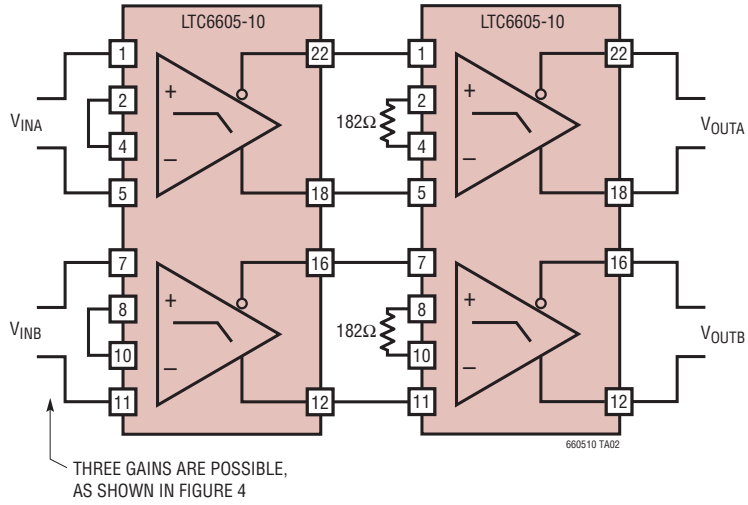 LTC6605-10 LTC6605-10
1 22 1 22
+ +
2 2
VINA 182Ω VOUTA
4 4
– –
5 18 5 18
7 16 7 16
+ +
8 8
VINB 182Ω VOUTB
10 10
– –
11 12 11 12
660510 TA02
THREE GAINS ARE POSSIBLE,
AS SHOWN IN FIGURE 4